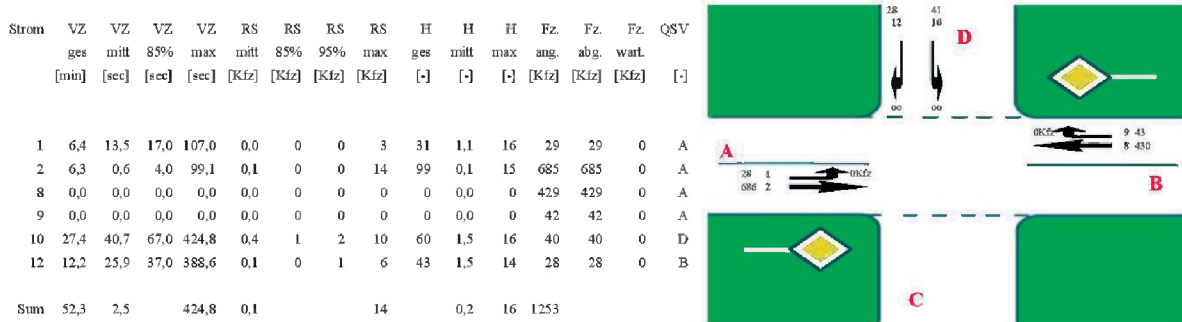 Strom VZ VZ VZ VZ RS RS RS RS H H H Fz. Fz. Fz. QSV
ges mitt 85% max mitt 85% 95% max ges mitt max ang. abg. wart.
[min] [sec] [sec] [sec] [Kfz] [Kfz] [Kfz] [Kfz] [-] [-] [-] [Kfz] [Kfz] [Kfz] [-]
1 6,4 13,5 17,0 107,0 0,0 0 0 3 31 1,1 16 29 29 0 A
2 6,3 0,6 4,0 99,1 0,1 0 0 14 99 0,1 15 685 685 0 A
8 0,0 0,0 0,0 0,0 0,0 0 0 0 0 0,0 0 429 429 0 A
9 0,0 0,0 0,0 0,0 0,0 0 0 0 0 0,0 0 42 42 0 A
10 27,4 40,7 67,0 424,8 0,4 1 2 10 60 1,5 16 40 40 0 D
12 12,2 25,9 37,0 388,6 0,1 0 1 6 43 1,5 14 28 28 0 B
Sum 52,3 2,5 424,8 0,1 14 0,2 16 1253
28 41
12 10
D
00 00
0Kfz 9 43
8 430
A
B
28 1 0Kfz
686 2
C